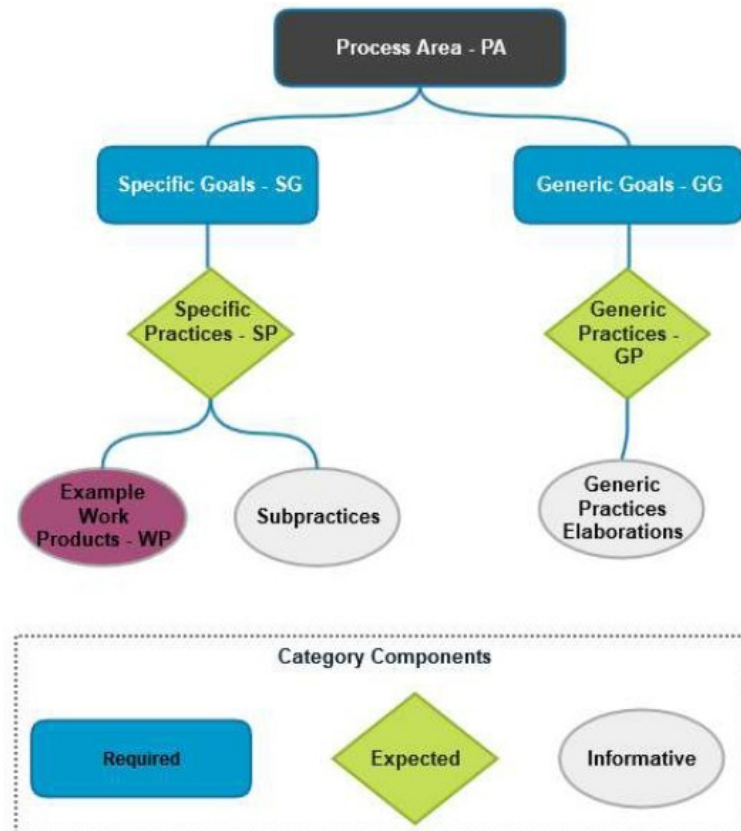 Process Area - PA
Specific Goals - SG
Generic Goals - GG
Specific
Practices - SP
Generic
Practices -
GP
Example
Work
Products - WP
Subpractices
Generic
Practices
Elaborations
Category Components
Required
Expected
Informative